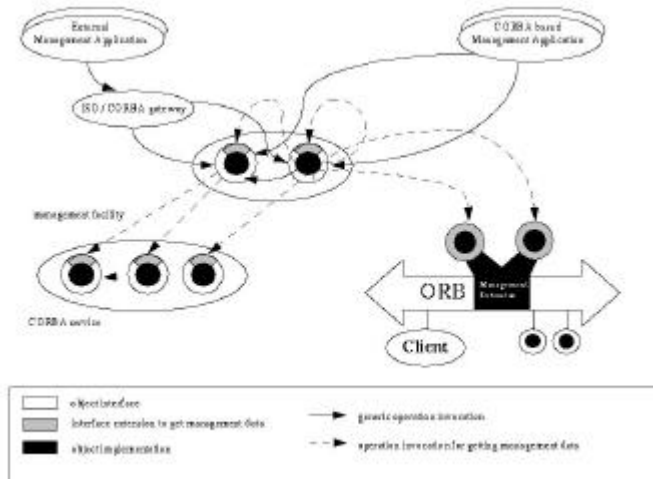 External
Management Application
CORBA based
Management Application
ISO / CORBA gateway
management facility
CORBA service
ORB
Management
Extension
Client
object interface
Interface extension to get management data
object implementation
generic operation invocation
operation invocation for getting management data